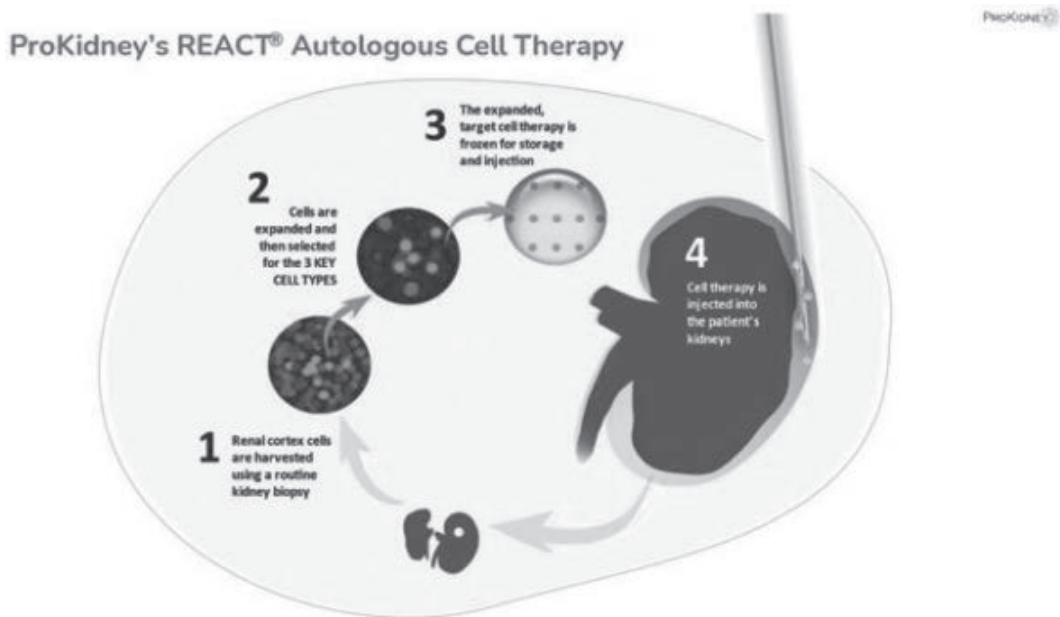 PROKIDNEY
ProKidney's REACT® Autologous Cell Therapy
1
Renal cortex cells
are harvested
using a routine
kidney biopsy
2
Cells are
expanded and
then selected
for the 3 KEY
CELL TYPES
3
The expanded,
target cell therapy is
frozen for storage
and injection
4
Cell therapy is
injected into
the patient's
kidneys